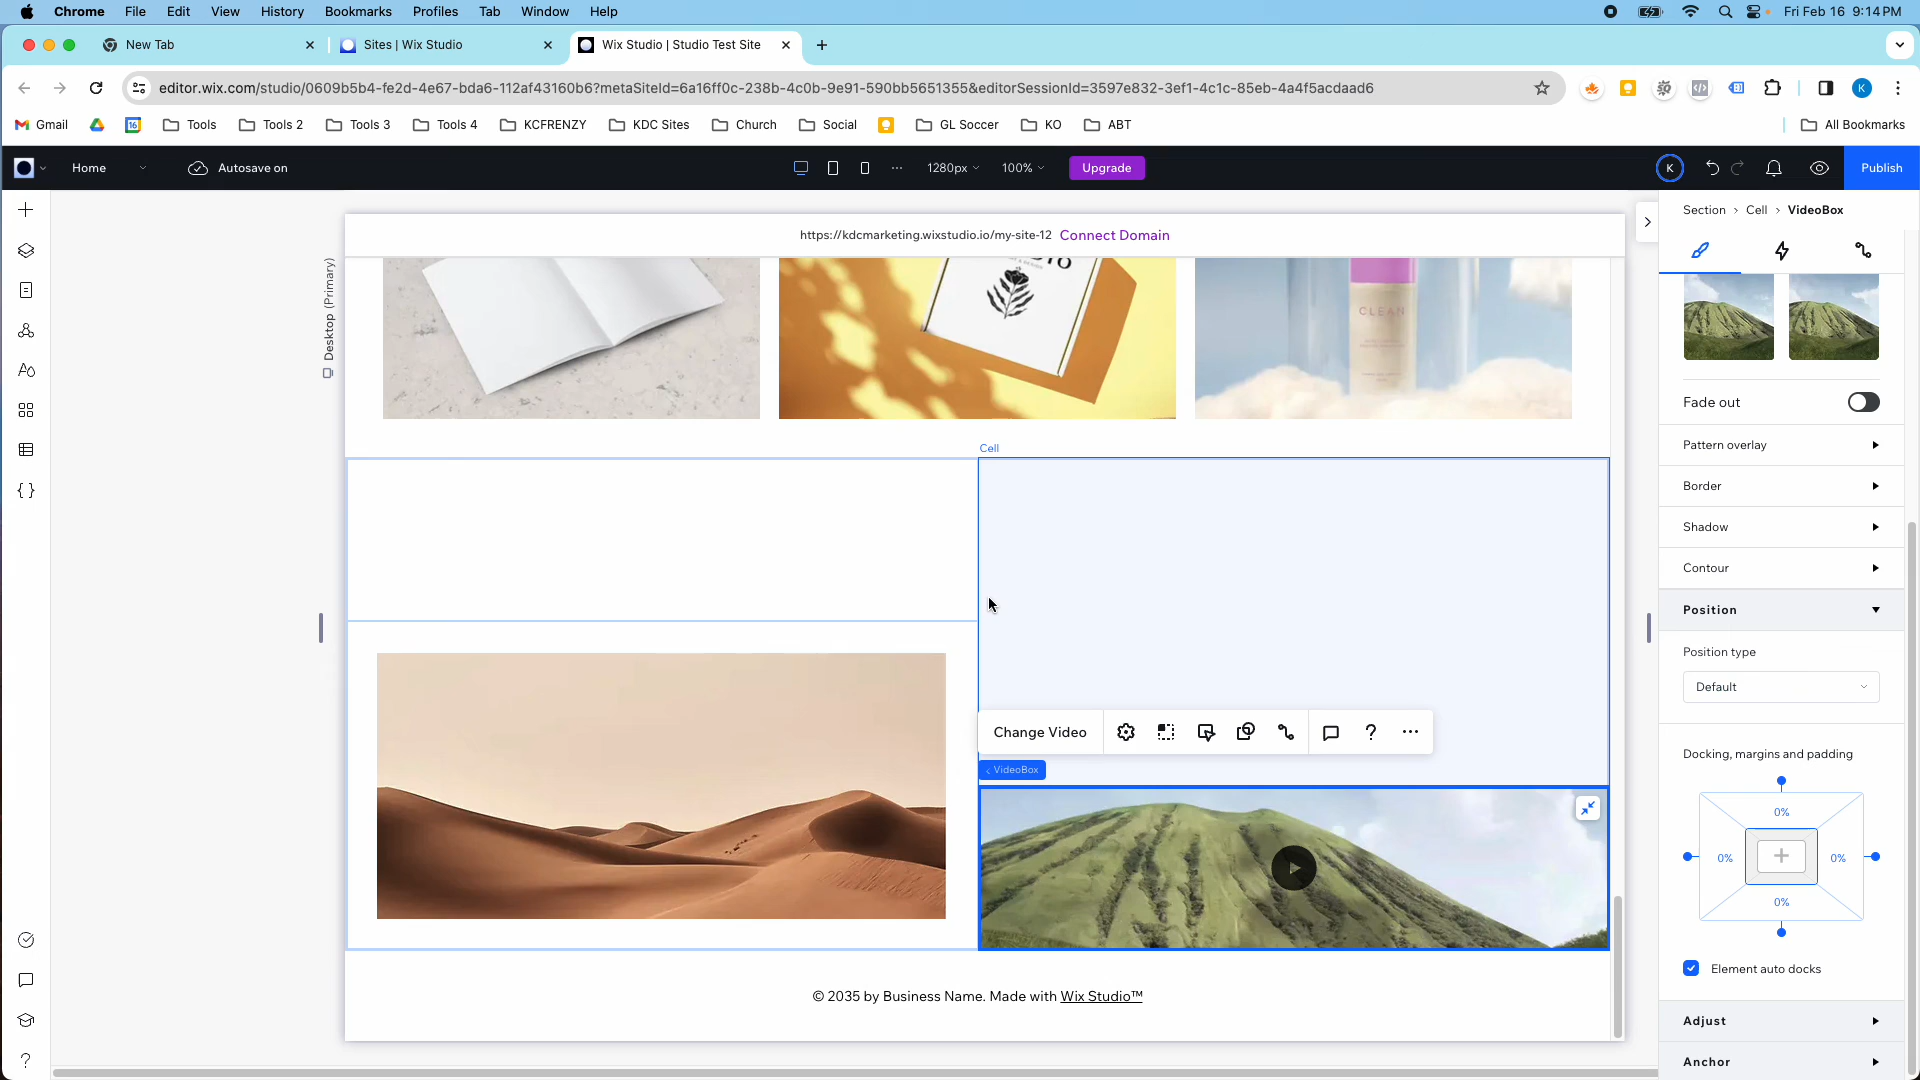 Chrome File Edit View History Bookmarks Profiles Tab Window Help Fri Feb 16 9:14 PM
New Tab Sites | Wix Studio Wix Studio | Studio Test Site
editor.wix.com/studio/0609b5b4-fe2d-4e67-bda6-112af43160b6?metaSiteId=6a16ff0c-238b-4c0b-9e91-590bb5651355&editorSessionId=3597e832-3ef1-4c1c-85eb-4a4f5acdaad6
K
Gmail 16 Tools Tools 2 Tools 3 Tools 4 KCFRENZY KDC Sites Church Social GL Soccer KO ABT All Bookmarks
Home Autosave on 1280px 100% Upgrade K Publish
Section > Cell > VideoBox
https://kdcmarketing.wixstudio.io/my-site-12 Connect Domain
Desktop (Primary)
CLEAN
Fade out
Pattern overlay
Cell
Border
Shadow
Contour
Position
Position type
Default
Change Video
Docking, margins and padding
< VideoBox
0%
0% 0%
0%
Element auto docks
© 2035 by Business Name. Made with Wix Studio™
Adjust
Anchor